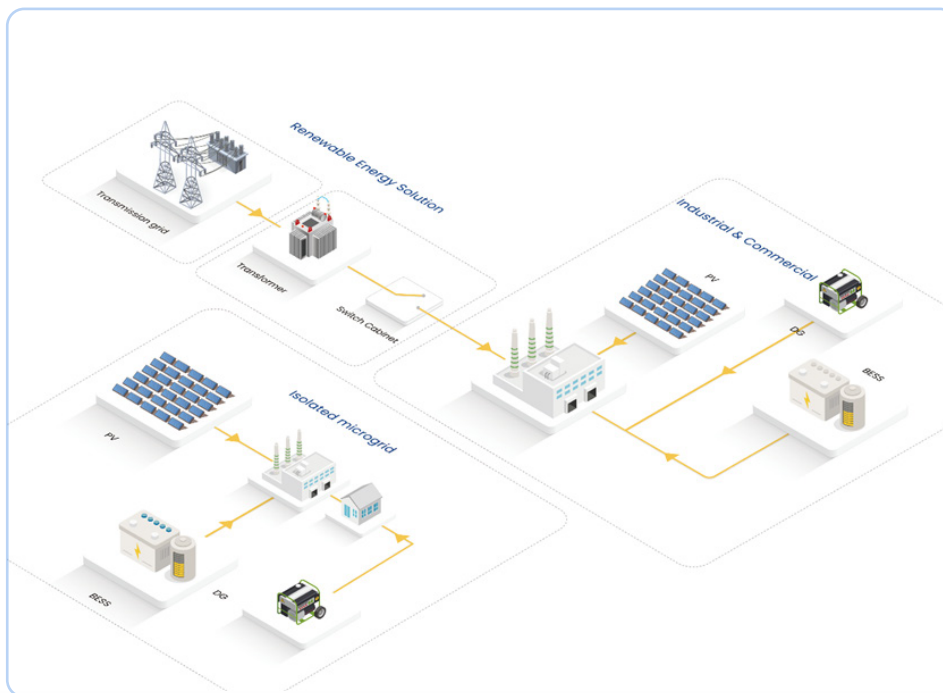 Renewable Energy Solution
Transmission grid
Transformer
Switch Cabinet
Industrial & Commercial
PV
DG
BESS
Isolated microgrid
PV
BESS
DG